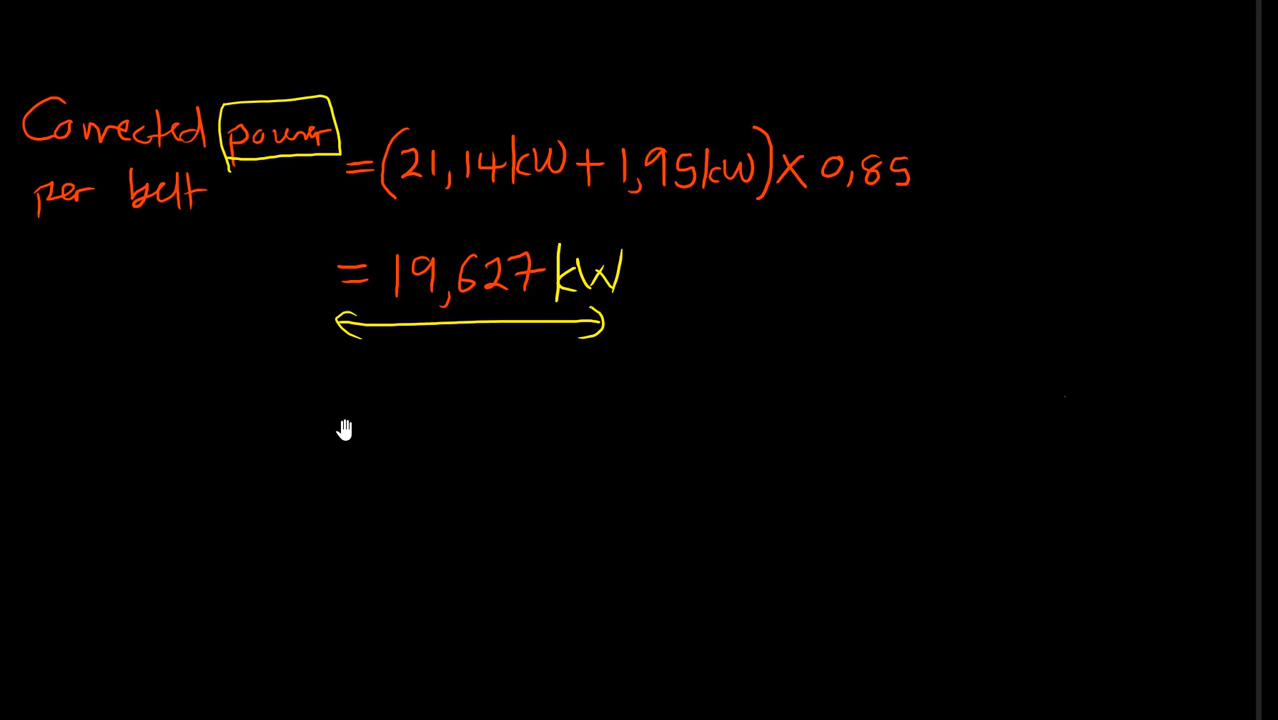 Corrected power
= (21,14kW + 1,95kW) × 0,85
per belt
= 19,627 kW